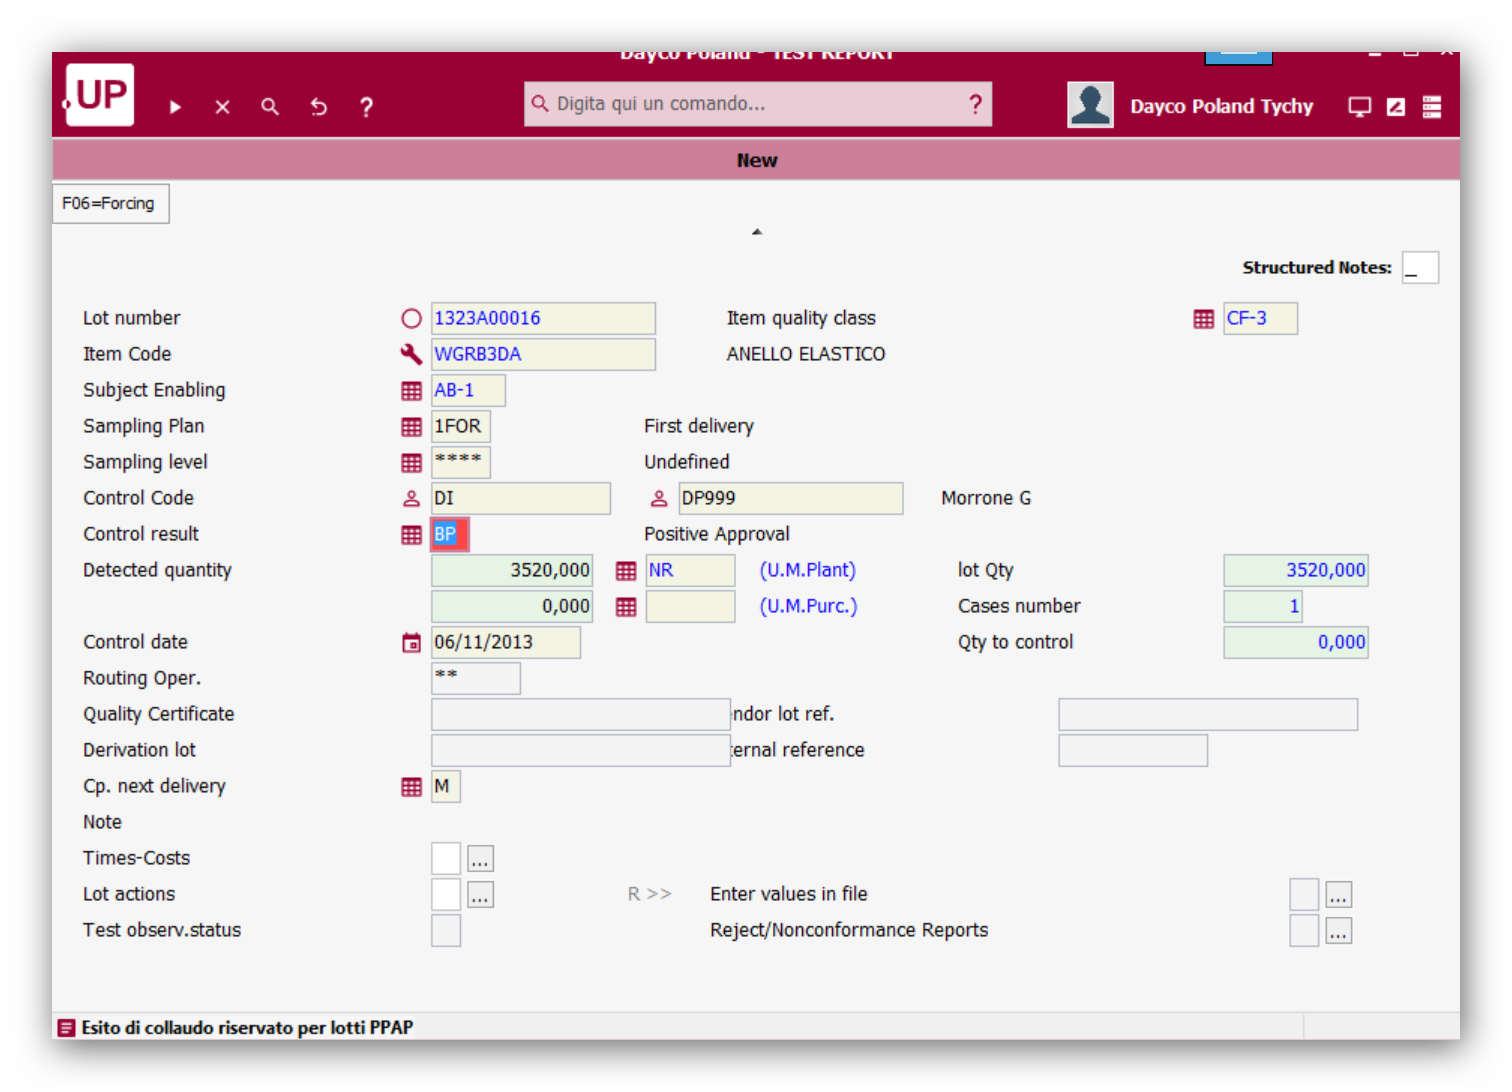 Dayco Poland - TEST REPORT
UP
?
Digita qui un comando...
?
Dayco Poland Tychy
New
F06=Forcing
Structured Notes: _
Lot number 1323A00016 Item quality class CF-3
Item Code WGRB3DA ANELLO ELASTICO
Subject Enabling AB-1
Sampling Plan 1FOR First delivery
Sampling level **** Undefined
Control Code DI DP999 Morrone G
Control result BP Positive Approval
Detected quantity 3520,000 NR (U.M.Plant) lot Qty 3520,000
0,000 (U.M.Purc.) Cases number 1
Control date 06/11/2013 Qty to control 0,000
Routing Oper. **
Quality Certificate ndor lot ref.
Derivation lot ernal reference
Cp. next delivery M
Note
Times-Costs ...
Lot actions ... R >> Enter values in file ...
Test observ.status Reject/Nonconformance Reports ...
Esito di collaudo riservato per lotti PPAP